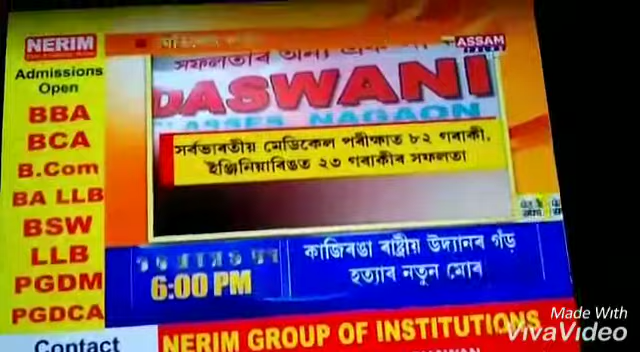 NERIM
Admissions
Open
BBA
BCA
B.Com
BA LLB
BSW
LLB
PGDM
PGDCA
Contact
ASSAM
সফলতাৰ অন্য
DASWANI
CLASSES NAGAON
সৰ্বভাৰতীয় মেডিকেল পৰীক্ষাত ৮২ গৰাকী,
ইঞ্জিনিয়াৰিঙত ২৩ গৰাকীৰ সফলতা
6:00 PM
কাজিৰঙা ৰাষ্ট্ৰীয় উদ্যানৰ গঁড়
হত্যাৰ নতুন মোৰ
NERIM GROUP OF INSTITUTIONS
Made With
VivaVideo